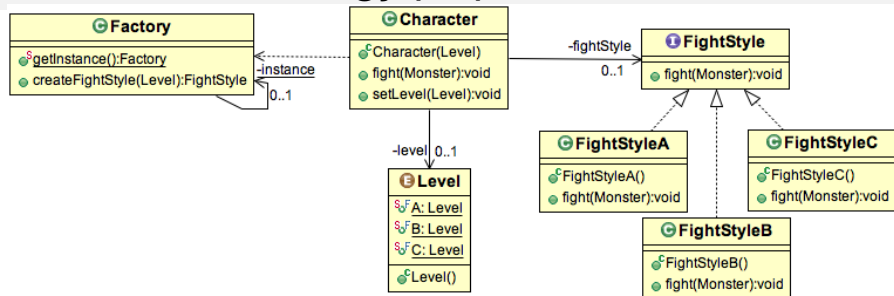 Factory
getInstance():Factory
createFightStyle(Level):FightStyle
-instance
0..1
Character
Character(Level)
fight(Monster):void
setLevel(Level):void
-fightStyle
0..1
FightStyle
fight(Monster):void
-level 0..1
Level
A: Level
B: Level
C: Level
Level()
FightStyleA
FightStyleA()
fight(Monster):void
FightStyleC
FightStyleC()
fight(Monster):void
FightStyleB
FightStyleB()
fight(Monster):void